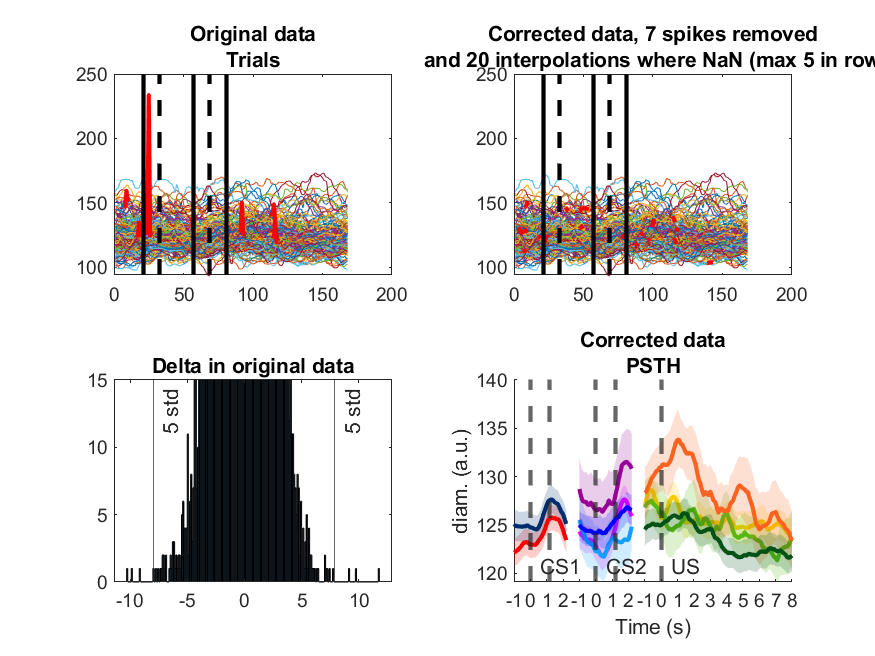 Original data
Trials
250
200
150
100
0
50
100
150
200
Corrected data, 7 spikes removed
and 20 interpolations where NaN (max 5 in row
250
200
150
100
0
50
100
150
200
Delta in original data
15
10
5
0
5 std
5 std
-10
-5
0
5
10
Corrected data
PSTH
diam. (a.u.)
140
135
130
125
120
CS1
CS2
US
-1 0 1 2 -1 0 1 2 -1 0 1 2 3 4 5 6 7 8
Time (s)